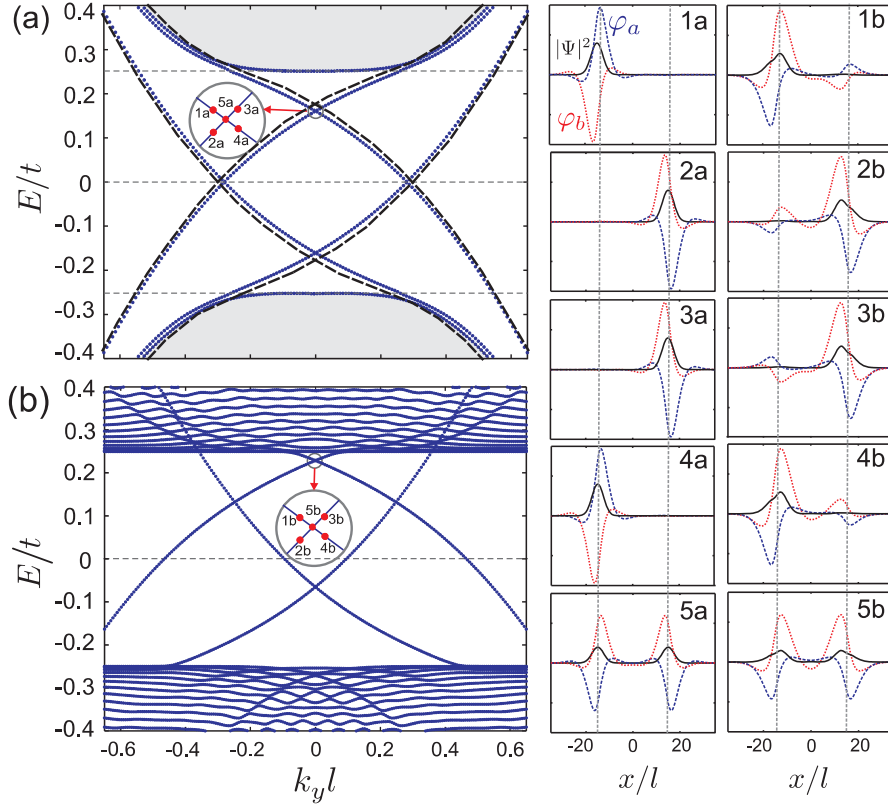 (a)
0.4
0.3
0.2
0.1
0
-0.1
-0.2
-0.3
-0.4
E/t
5a
1a
3a
2a
4a
(b)
0.4
0.3
0.2
0.1
0
-0.1
-0.2
-0.3
-0.4
E/t
5b
1b
3b
2b
4b
-0.6 -0.4 -0.2 0 0.2 0.4 0.6
k_y l
1a
φ_a
|Ψ|²
φ_b
1b
2a
2b
3a
3b
4a
4b
5a
5b
-20 0 20
-20 0 20
x/l
x/l